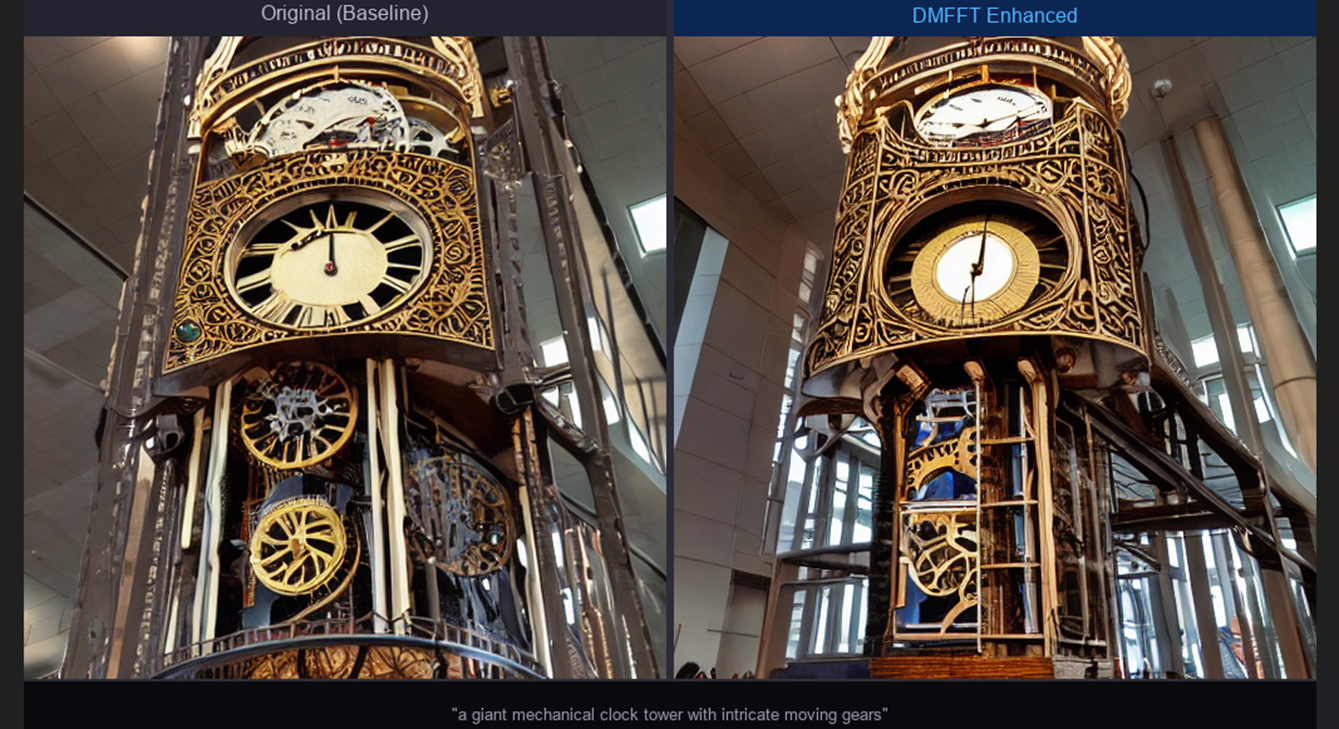 Original (Baseline)
DMFFT Enhanced
"a giant mechanical clock tower with intricate moving gears"